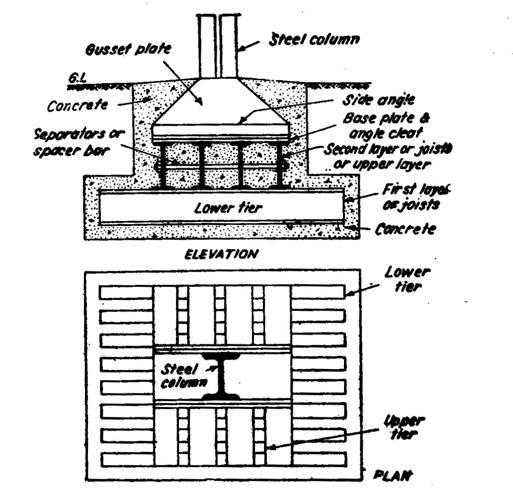 Steel column
Gusset plate
G.L
Concrete
Side angle
Base plate &
angle cleat
Separators or
spacer bar
Second layer or joists
or upper layer
First layer
or joists
Lower tier
Concrete
ELEVATION
Lower
tier
Steel
column
Upper
tier
PLAN